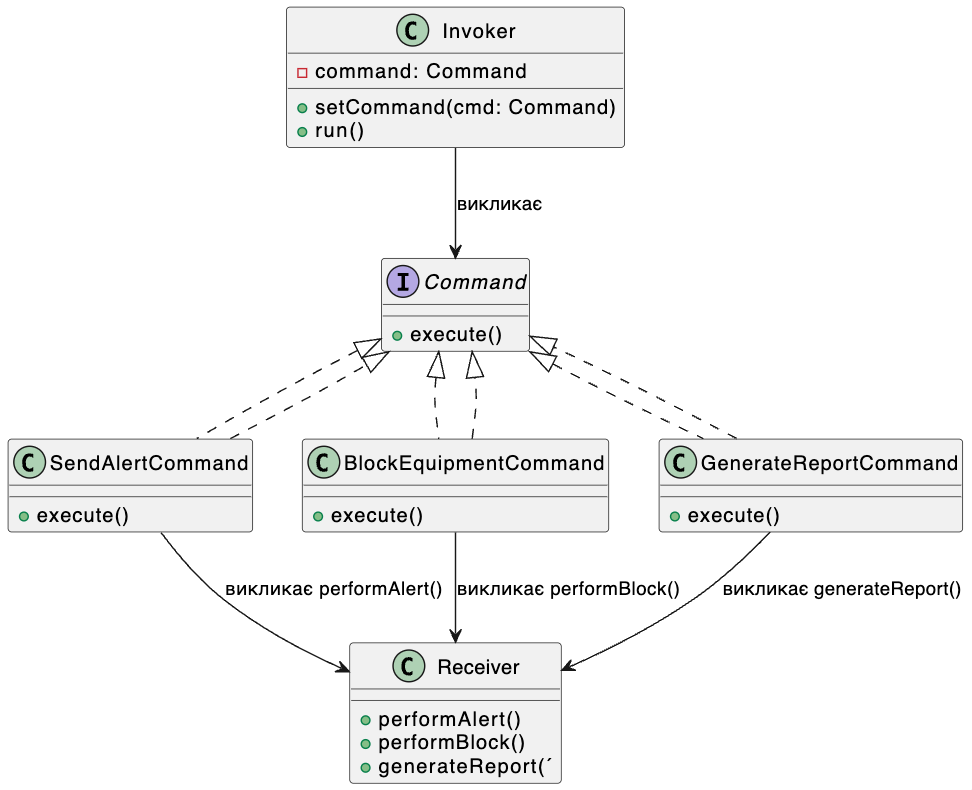 C Invoker
command: Command
setCommand(cmd: Command)
run()
викликає
I Command
execute()
C SendAlertCommand
execute()
C BlockEquipmentCommand
execute()
C GenerateReportCommand
execute()
викликає performAlert()
викликає performBlock()
викликає generateReport()
C Receiver
performAlert()
performBlock()
generateReport(´